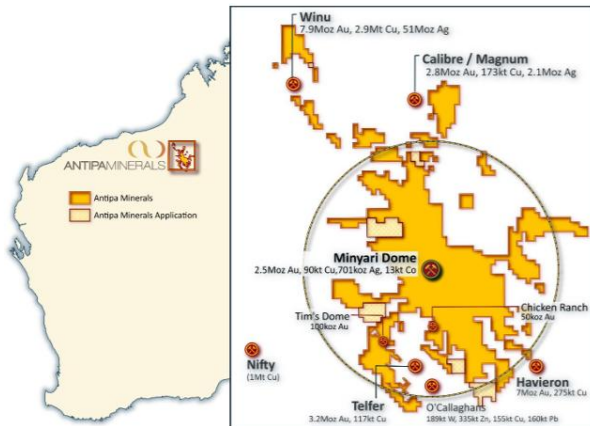 Winu
7.9Moz Au, 2.9Mt Cu, 51Moz Ag
Calibre / Magnum
2.8Moz Au, 173kt Cu, 2.1Moz Ag
ANTIPAMINERALS
Antipa Minerals
Antipa Minerals Application
Minyari Dome
2.5Moz Au, 90kt Cu,701koz Ag, 13kt Co
Chicken Ranch
50koz Au
Tim's Dome
100koz Au
Nifty
(1Mt Cu)
Havieron
7Moz Au, 275kt Cu
Telfer
3.2Moz Au, 117kt Cu
O'Callaghans
189kt W, 335kt Zn, 155kt Cu, 160kt Pb